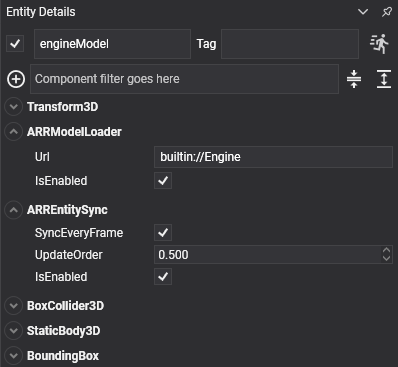 Entity Details
engineModel Tag
Component filter goes here
Transform3D
ARRModelLoader
Url builtin://Engine
IsEnabled
ARREntitySync
SyncEveryFrame
UpdateOrder 0.500
IsEnabled
BoxCollider3D
StaticBody3D
BoundingBox